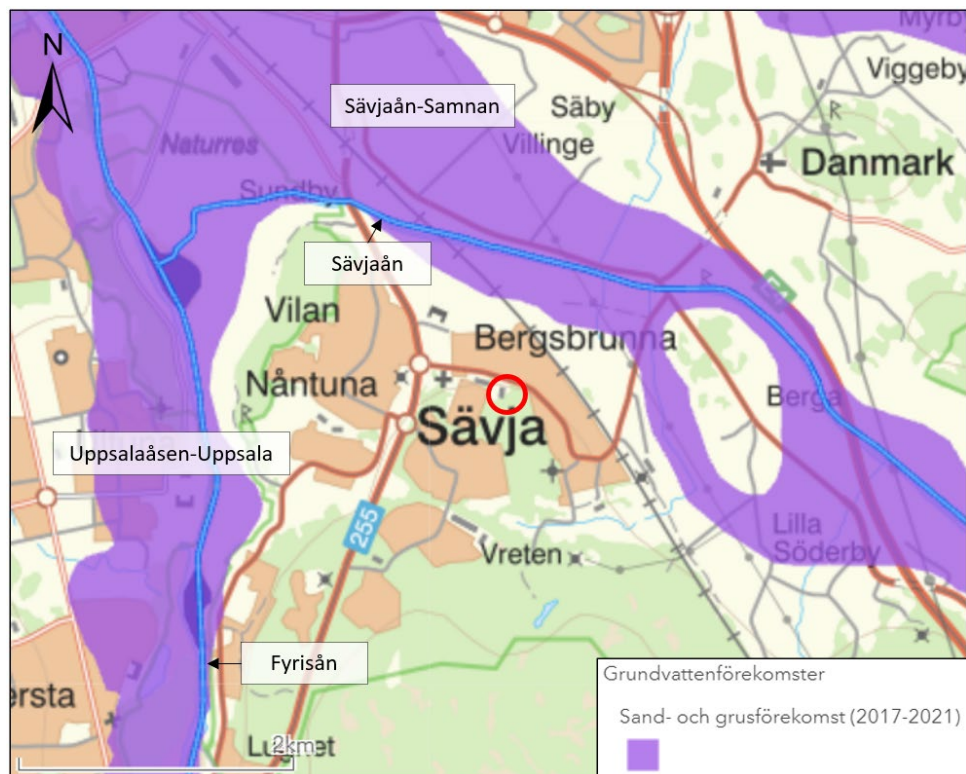 N
Myrby
Viggeby
Sävjaån-Samnan
Säby
Villinge
Danmark
Naturres
Sundby
Sävjaån
Vilan
Bergsbrunna
Nåntuna
Berga
Sävja
Uppsalaåsen-Uppsala
255
Lilla
Söderby
Vreten
Fyrisån
ersta
2km
Grundvattenförekomster
Sand- och grusförekomst (2017-2021)